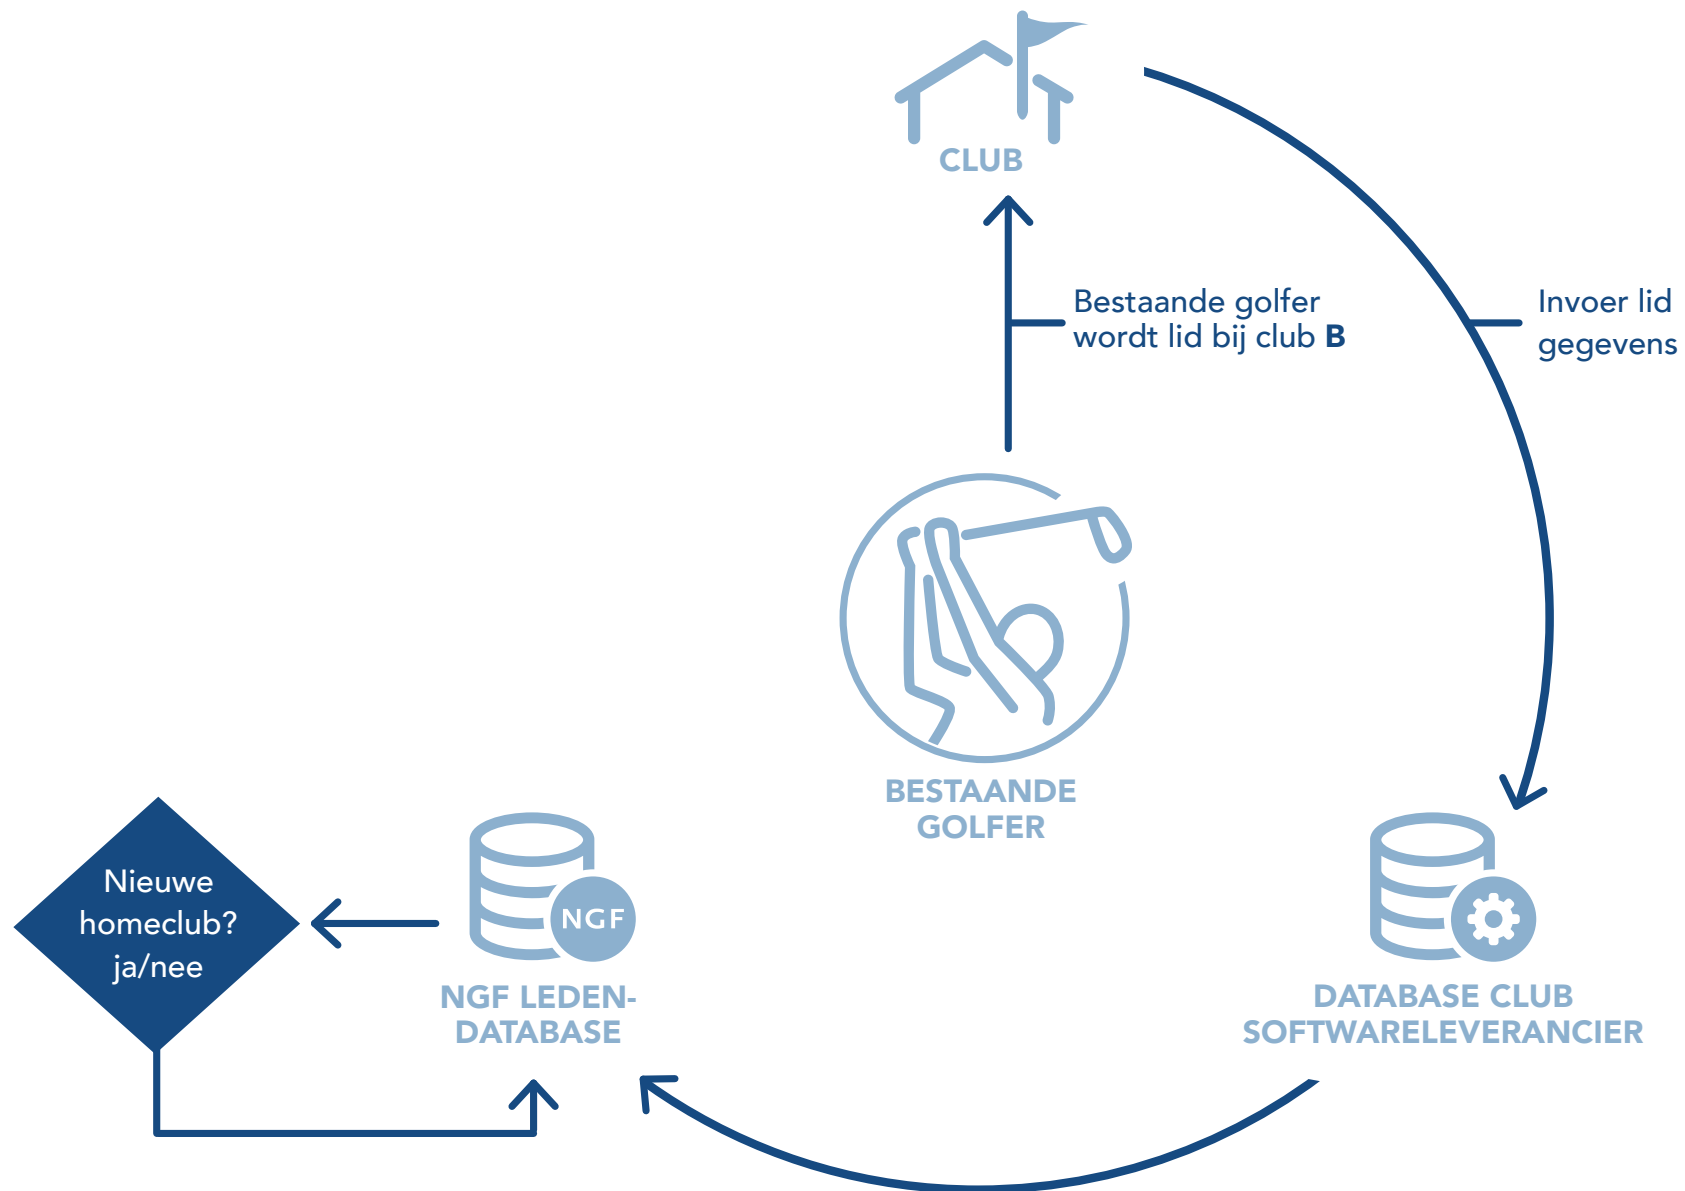 CLUB
Bestaande golfer
wordt lid bij club B
Invoer lid
gegevens
BESTAANDE
GOLFER
Nieuwe
homeclub?
ja/nee
NGF
NGF LEDEN-
DATABASE
DATABASE CLUB
SOFTWARELEVERANCIER